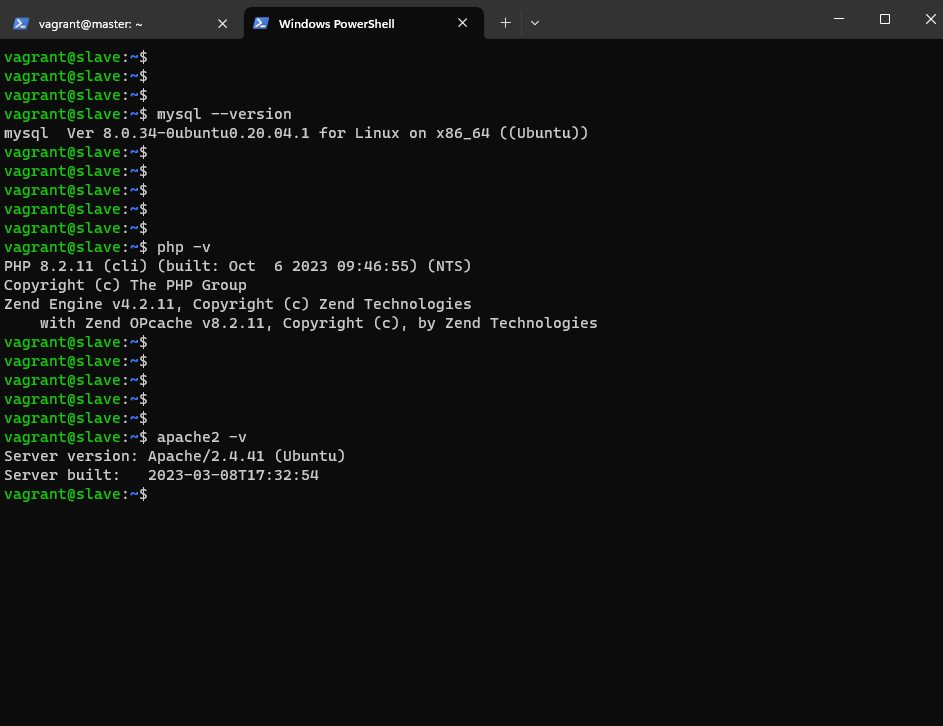 vagrant@master: ~
Windows PowerShell
vagrant@slave:~$
vagrant@slave:~$
vagrant@slave:~$
vagrant@slave:~$ mysql --version
mysql  Ver 8.0.34-0ubuntu0.20.04.1 for Linux on x86_64 ((Ubuntu))
vagrant@slave:~$
vagrant@slave:~$
vagrant@slave:~$
vagrant@slave:~$
vagrant@slave:~$
vagrant@slave:~$ php -v
PHP 8.2.11 (cli) (built: Oct  6 2023 09:46:55) (NTS)
Copyright (c) The PHP Group
Zend Engine v4.2.11, Copyright (c) Zend Technologies
    with Zend OPcache v8.2.11, Copyright (c), by Zend Technologies
vagrant@slave:~$
vagrant@slave:~$
vagrant@slave:~$
vagrant@slave:~$
vagrant@slave:~$
vagrant@slave:~$ apache2 -v
Server version: Apache/2.4.41 (Ubuntu)
Server built:   2023-03-08T17:32:54
vagrant@slave:~$